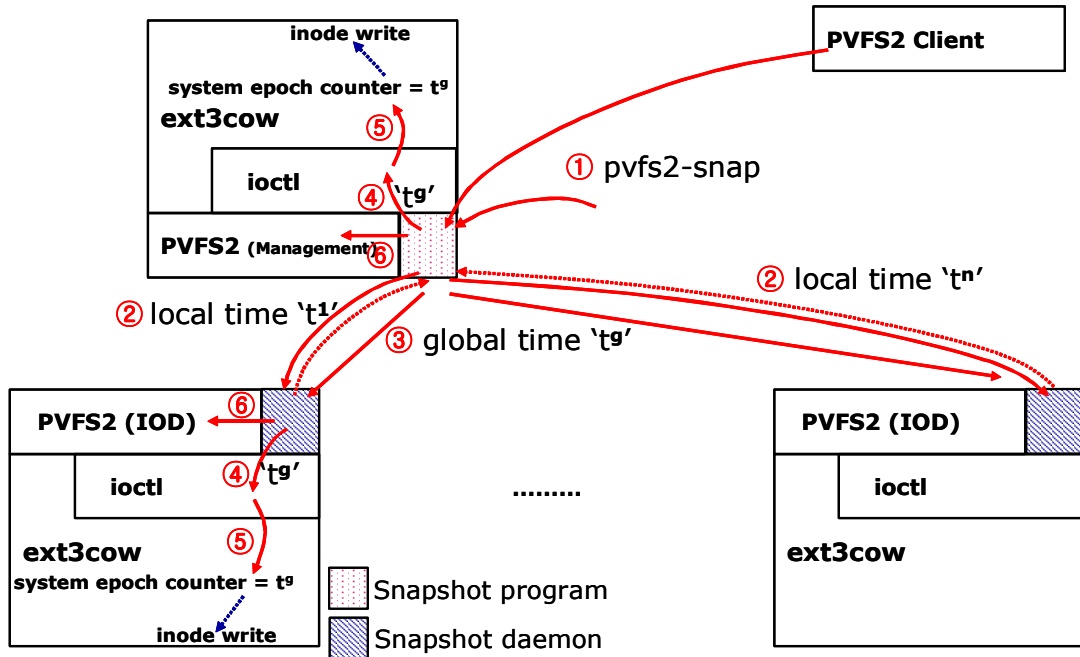 inode write
PVFS2 Client
system epoch counter = tᵍ
ext3cow
⑤
① pvfs2-snap
ioctl
④ ‘tᵍ’
PVFS2 (Management)
⑥
② local time ‘tⁿ’
② local time ‘t¹’
③ global time ‘tᵍ’
PVFS2 (IOD)
⑥
PVFS2 (IOD)
④ ‘tᵍ’
ioctl
ioctl
.........
⑤
ext3cow
ext3cow
system epoch counter = tᵍ
Snapshot program
inode write
Snapshot daemon